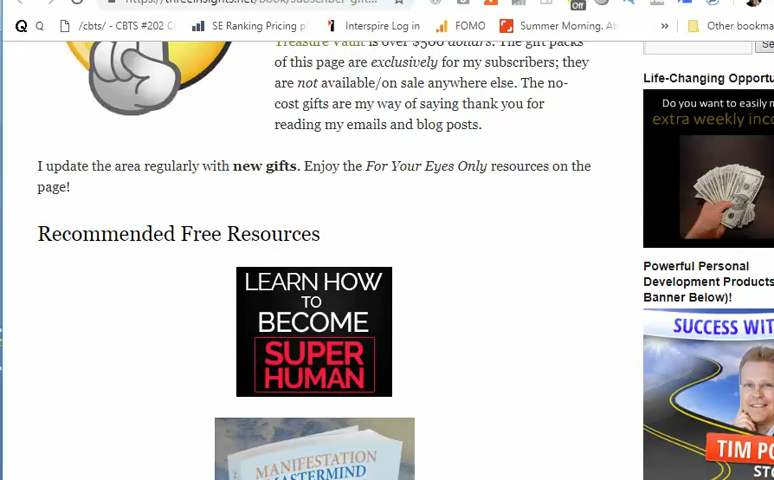 Q
/cbts/ - CBTS #202 C
SE Ranking Pricing p
Interspire Log in
FOMO
Summer Morning. A
»
Other bookma
Treasure Vault is over $500 dollars. The gift packs
of this page are exclusively for my subscribers; they
are not available/on sale anywhere else. The no-
cost gifts are my way of saying thank you for
reading my emails and blog posts.
I update the area regularly with new gifts. Enjoy the For Your Eyes Only resources on the
page!
Recommended Free Resources
LEARN HOW
TO
BECOME
SUPER
HUMAN
MANIFESTATION
MASTERMIND
Se
Life-Changing Opportu
Do you want to easily m
extra weekly inco
Powerful Personal
Development Products
Banner Below)!
SUCCESS WIT
TIM PO
STO